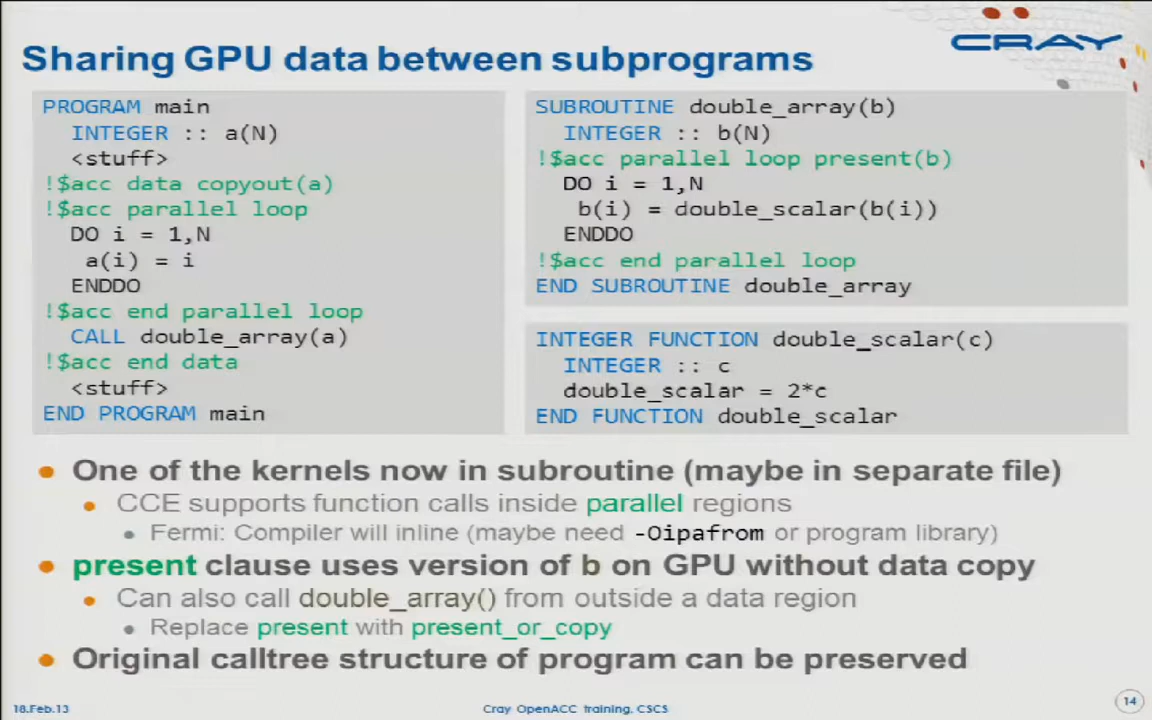 CRAY
Sharing GPU data between subprograms
PROGRAM main
INTEGER :: a(N)
<stuff>
!$acc data copyout(a)
!$acc parallel loop
DO i = 1,N
a(i) = i
ENDDO
!$acc end parallel loop
CALL double_array(a)
!$acc end data
<stuff>
END PROGRAM main
SUBROUTINE double_array(b)
INTEGER :: b(N)
!$acc parallel loop present(b)
DO i = 1,N
b(i) = double_scalar(b(i))
ENDDO
!$acc end parallel loop
END SUBROUTINE double_array
INTEGER FUNCTION double_scalar(c)
INTEGER :: c
double_scalar = 2*c
END FUNCTION double_scalar
One of the kernels now in subroutine (maybe in separate file)
CCE supports function calls inside parallel regions
Fermi: Compiler will inline (maybe need -Oipafrom or program library)
present clause uses version of b on GPU without data copy
Can also call double_array() from outside a data region
Replace present with present_or_copy
Original calltree structure of program can be preserved
18.Feb.13
Cray OpenACC training, CSCS
14